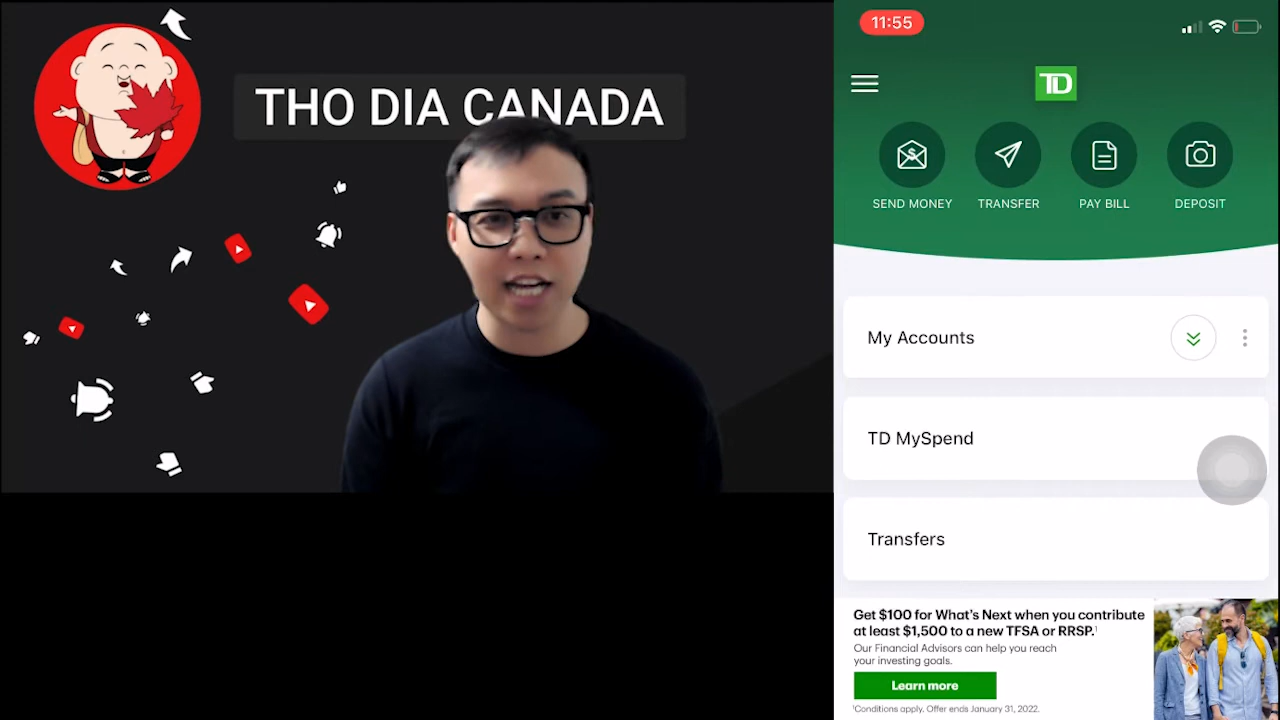 THO DIA CANADA
11:55
TD
SEND MONEY
TRANSFER
PAY BILL
DEPOSIT
My Accounts
TD MySpend
Transfers
Get $100 for What's Next when you contribute
at least $1,500 to a new TFSA or RRSP.¹
Our Financial Advisors can help you reach
your investing goals.
Learn more
¹Conditions apply. Offer ends January 31, 2022.